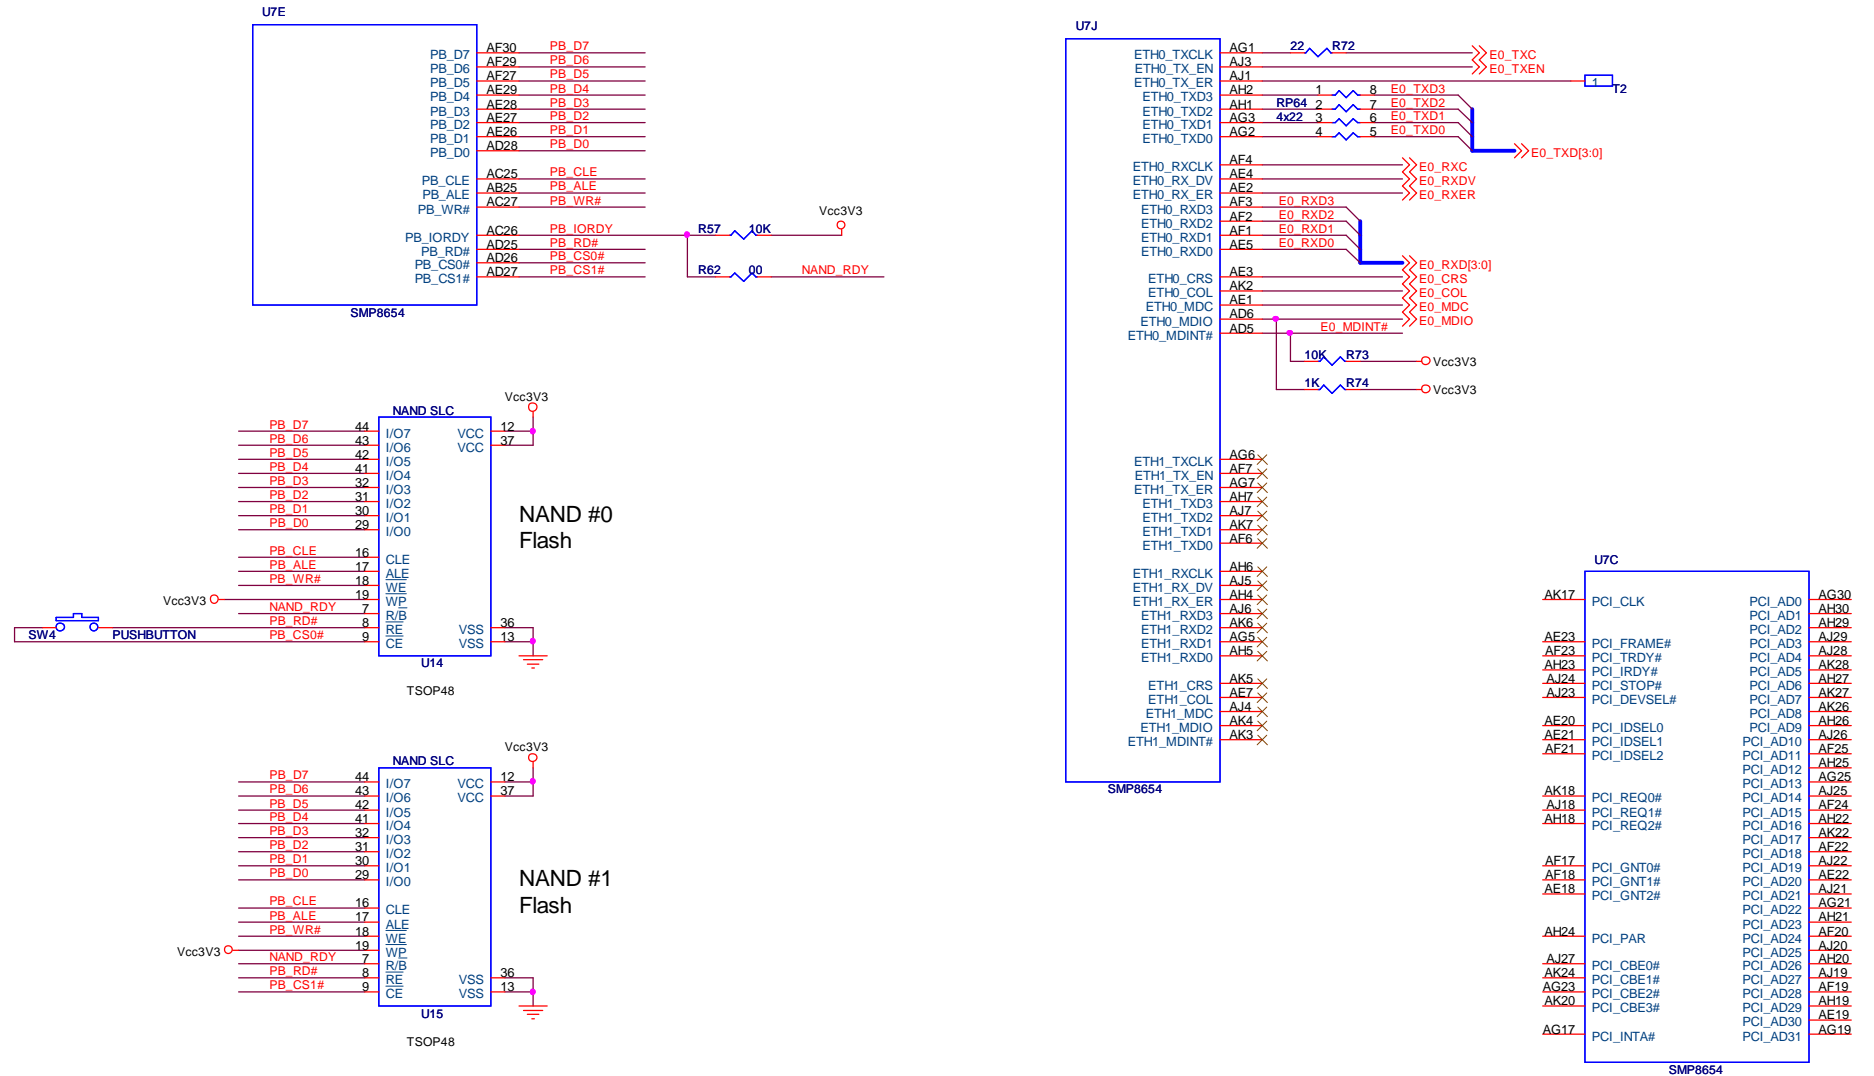 U7E
PB_D7 AF30 PB_D7
PB_D6 AF29 PB_D6
PB_D5 AF27 PB_D5
PB_D4 AE29 PB_D4
PB_D3 AE28 PB_D3
PB_D2 AE27 PB_D2
PB_D1 AE26 PB_D1
PB_D0 AD28 PB_D0
PB_CLE AC25 PB_CLE
PB_ALE AB25 PB_ALE
PB_WR# AC27 PB_WR#
Vcc3V3
PB_IORDY AC26 PB_IORDY R57 10K
PB_RD# AD25 PB_RD#
PB_CS0# AD26 PB_CS0#
PB_CS1# AD27 PB_CS1# R62 00 NAND_RDY
SMP8654
Vcc3V3
NAND SLC
PB_D7 44 I/O7 VCC 12
PB_D6 43 I/O6 VCC 37
PB_D5 42 I/O5
PB_D4 41 I/O4
PB_D3 32 I/O3
PB_D2 31 I/O2
PB_D1 30 I/O1
PB_D0 29 I/O0
NAND #0
Flash
PB_CLE 16 CLE
PB_ALE 17 ALE
PB_WR# 18 WE
Vcc3V3 19 WP
NAND_RDY 7 R/B
PB_RD# 8 RE VSS 36
SW4 PUSHBUTTON PB_CS0# 9 CE VSS 13
U14
TSOP48
Vcc3V3
NAND SLC
PB_D7 44 I/O7 VCC 12
PB_D6 43 I/O6 VCC 37
PB_D5 42 I/O5
PB_D4 41 I/O4
PB_D3 32 I/O3
PB_D2 31 I/O2
PB_D1 30 I/O1
PB_D0 29 I/O0
NAND #1
Flash
PB_CLE 16 CLE
PB_ALE 17 ALE
PB_WR# 18 WE
Vcc3V3 19 WP
NAND_RDY 7 R/B
PB_RD# 8 RE VSS 36
PB_CS1# 9 CE VSS 13
U15
TSOP48
U7J
ETH0_TXCLK AG1 22 R72 E0_TXC
ETH0_TX_EN AJ3 E0_TXEN
ETH0_TX_ER AJ1 1 T2
ETH0_TXD3 AH2 1 8 E0_TXD3
ETH0_TXD2 AH1 RP64 2 7 E0_TXD2
ETH0_TXD1 AG3 4x22 3 6 E0_TXD1
ETH0_TXD0 AG2 4 5 E0_TXD0
E0_TXD[3:0]
ETH0_RXCLK AF4 E0_RXC
ETH0_RX_DV AE4 E0_RXDV
ETH0_RX_ER AE2 E0_RXER
ETH0_RXD3 AF3 E0_RXD3
ETH0_RXD2 AF2 E0_RXD2
ETH0_RXD1 AF1 E0_RXD1
ETH0_RXD0 AE5 E0_RXD0
E0_RXD[3:0]
ETH0_CRS AE3 E0_CRS
ETH0_COL AK2 E0_COL
ETH0_MDC AE1 E0_MDC
ETH0_MDIO AD6 E0_MDIO
ETH0_MDINT# AD5 E0_MDINT#
10K R73 Vcc3V3
1K R74 Vcc3V3
ETH1_TXCLK AG6
ETH1_TX_EN AF7
ETH1_TX_ER AG7
ETH1_TXD3 AH7
ETH1_TXD2 AJ7
ETH1_TXD1 AK7
ETH1_TXD0 AF6
ETH1_RXCLK AH6
ETH1_RX_DV AJ5
ETH1_RX_ER AH4
ETH1_RXD3 AJ6
ETH1_RXD2 AK6
ETH1_RXD1 AG5
ETH1_RXD0 AH5
ETH1_CRS AK5
ETH1_COL AE7
ETH1_MDC AJ4
ETH1_MDIO AK4
ETH1_MDINT# AK3
SMP8654
U7C
AK17 PCI_CLK PCI_AD0 AG30
PCI_AD1 AH30
PCI_AD2 AH29
AE23 PCI_FRAME# PCI_AD3 AJ29
AF23 PCI_TRDY# PCI_AD4 AJ28
AH23 PCI_IRDY# PCI_AD5 AK28
AJ24 PCI_STOP# PCI_AD6 AH27
AJ23 PCI_DEVSEL# PCI_AD7 AK27
PCI_AD8 AK26
AE20 PCI_IDSEL0 PCI_AD9 AH26
AE21 PCI_IDSEL1 PCI_AD10 AJ26
AF21 PCI_IDSEL2 PCI_AD11 AF25
PCI_AD12 AH25
PCI_AD13 AG25
AK18 PCI_REQ0# PCI_AD14 AJ25
AJ18 PCI_REQ1# PCI_AD15 AF24
AH18 PCI_REQ2# PCI_AD16 AH22
PCI_AD17 AK22
PCI_AD18 AF22
AF17 PCI_GNT0# PCI_AD19 AJ22
AF18 PCI_GNT1# PCI_AD20 AE22
AE18 PCI_GNT2# PCI_AD21 AJ21
PCI_AD22 AG21
PCI_AD23 AH21
AH24 PCI_PAR PCI_AD24 AF20
PCI_AD25 AJ20
AJ27 PCI_CBE0# PCI_AD26 AH20
AK24 PCI_CBE1# PCI_AD27 AJ19
AG23 PCI_CBE2# PCI_AD28 AF19
AK20 PCI_CBE3# PCI_AD29 AH19
PCI_AD30 AE19
AG17 PCI_INTA# PCI_AD31 AG19
SMP8654